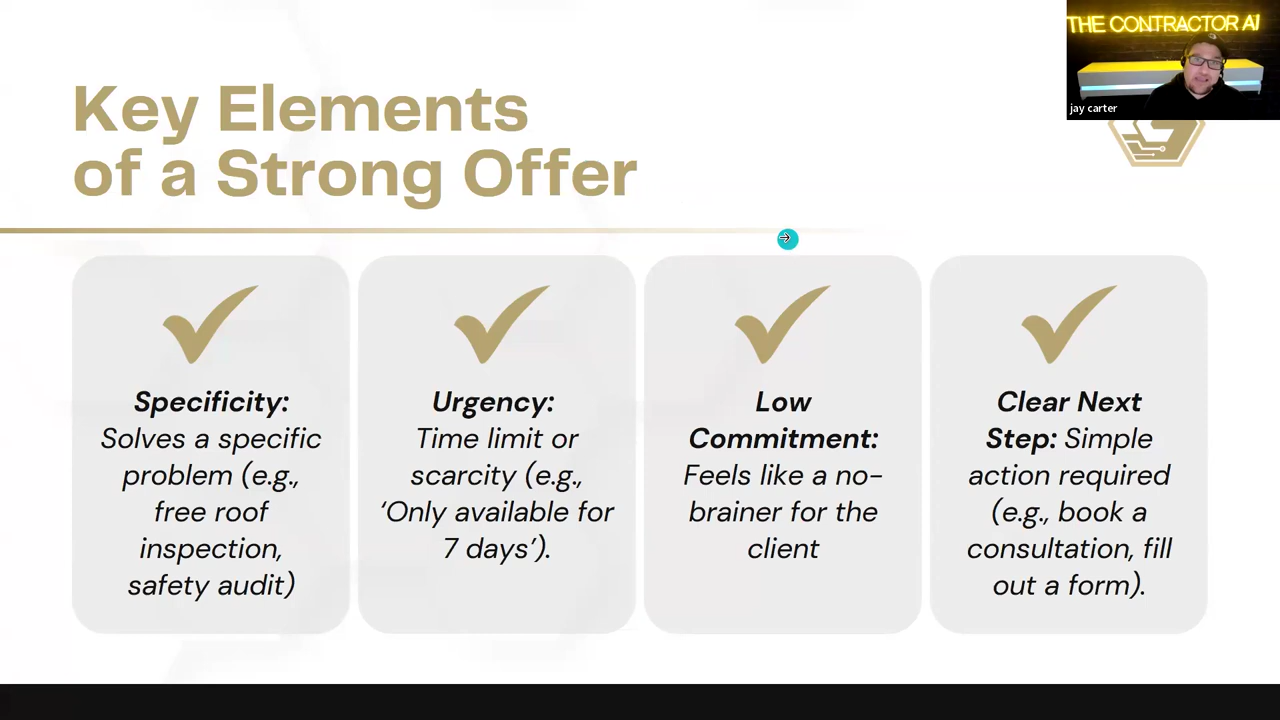 THE CONTRACTOR AI
jay carter
Key Elements
of a Strong Offer
Specificity:
Solves a specific
problem (e.g.,
free roof
inspection,
safety audit)
Urgency:
Time limit or
scarcity (e.g.,
‘Only available for
7 days’).
Low
Commitment:
Feels like a no-
brainer for the
client
Clear Next
Step: Simple
action required
(e.g., book a
consultation, fill
out a form).